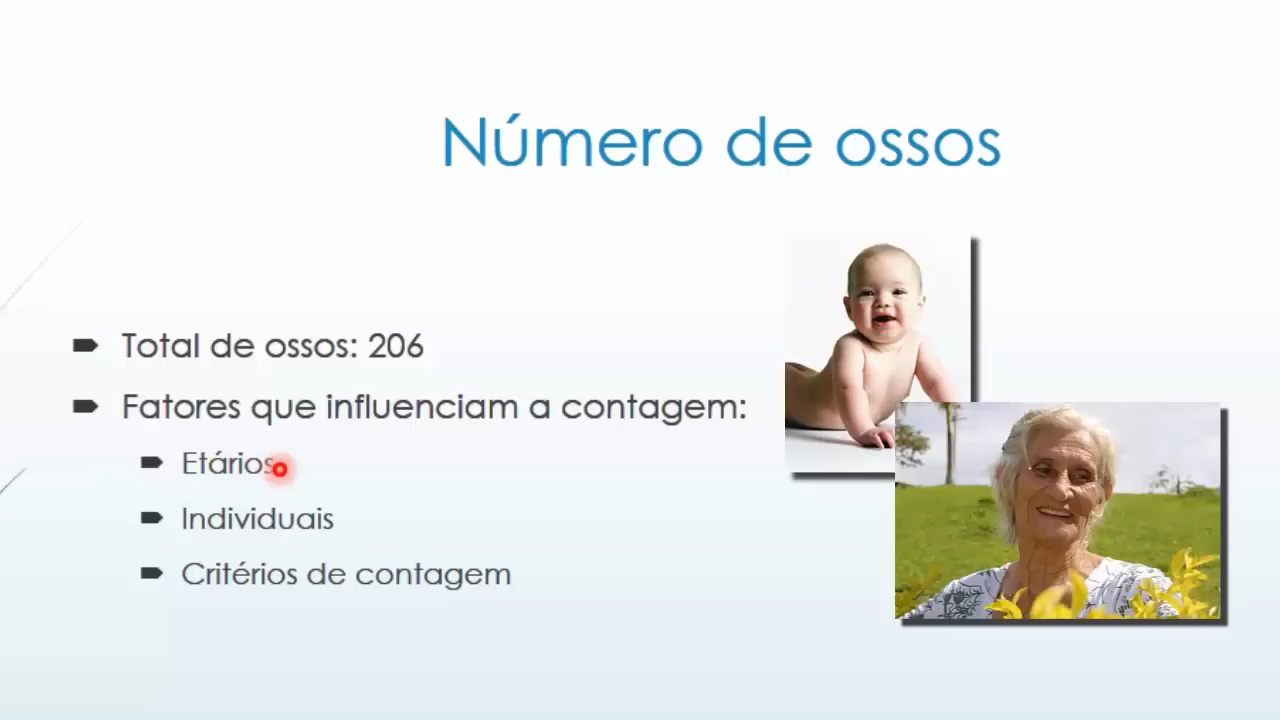 Número de ossos
Total de ossos: 206
Fatores que influenciam a contagem:
Etários
Individuais
Critérios de contagem